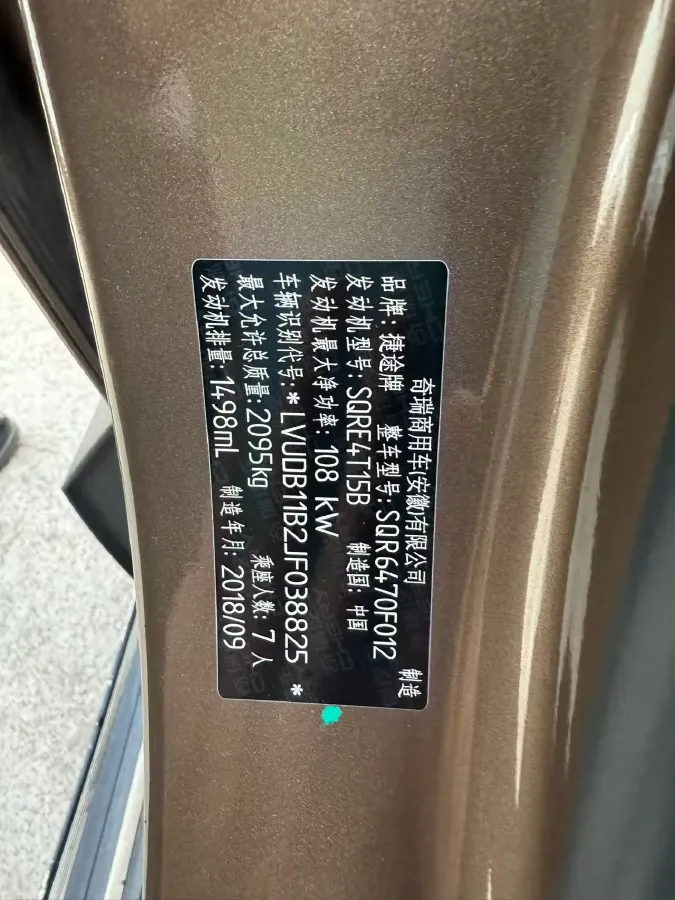 奇瑞商用车(安徽)有限公司 制造
品牌: 捷途牌 整车型号: SQR6470F012
发动机型号: SQRE4T15B 制造国: 中国
发动机最大净功率: 108 kW
车辆识别代号: *LVUDB11B2JF038825*
最大允许总质量: 2095kg 乘座人数: 7 人
发动机排量: 1498mL 制造年月: 2018/09